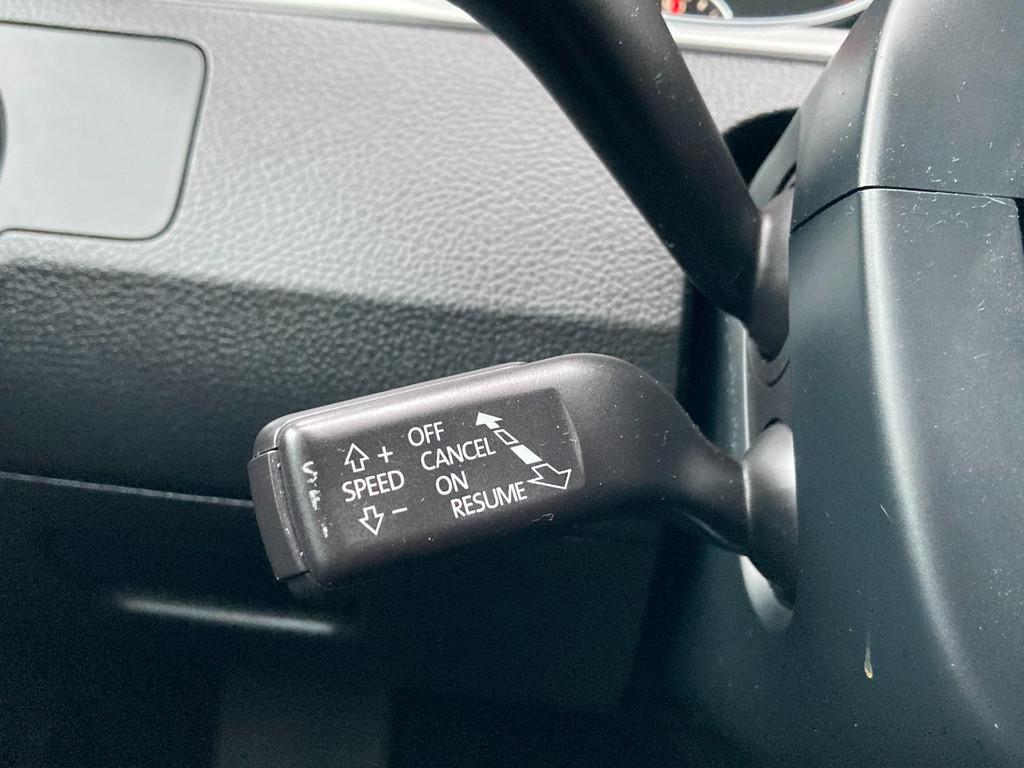 OFF
CANCEL
ON
RESUME
+
SPEED
-